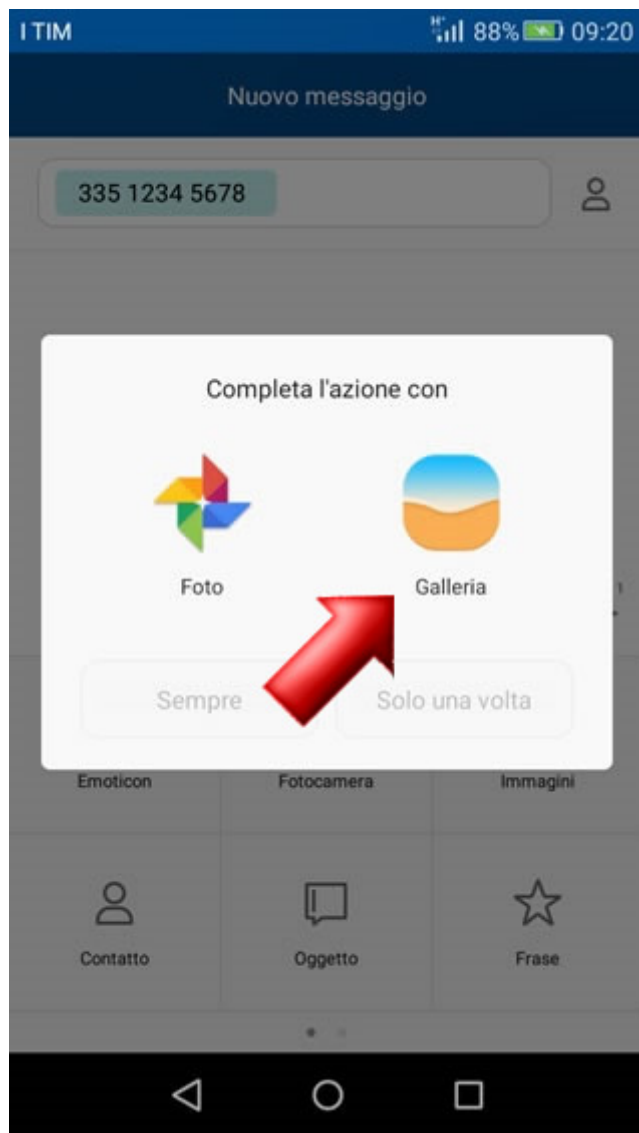 I TIM 88% 09:20
Nuovo messaggio
335 1234 5678
Completa l'azione con
Foto Galleria
1
Sempre Solo una volta
Emoticon Fotocamera Immagini
Contatto Oggetto Frase